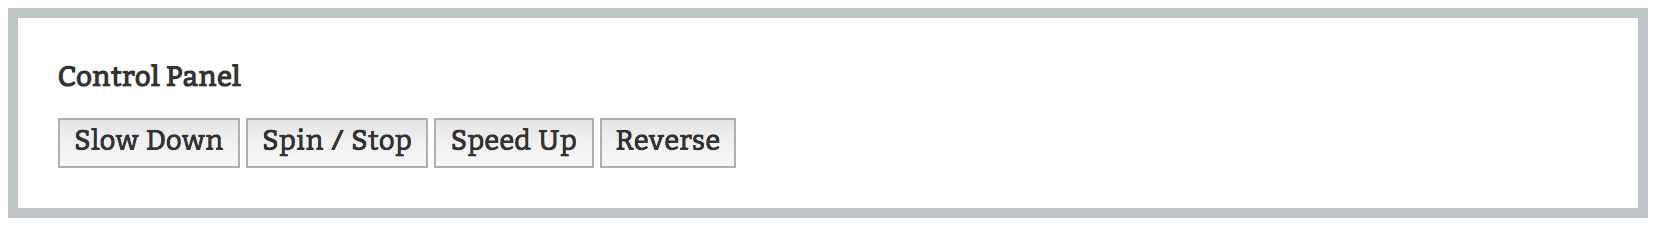 Control Panel
Slow Down Spin / Stop Speed Up Reverse